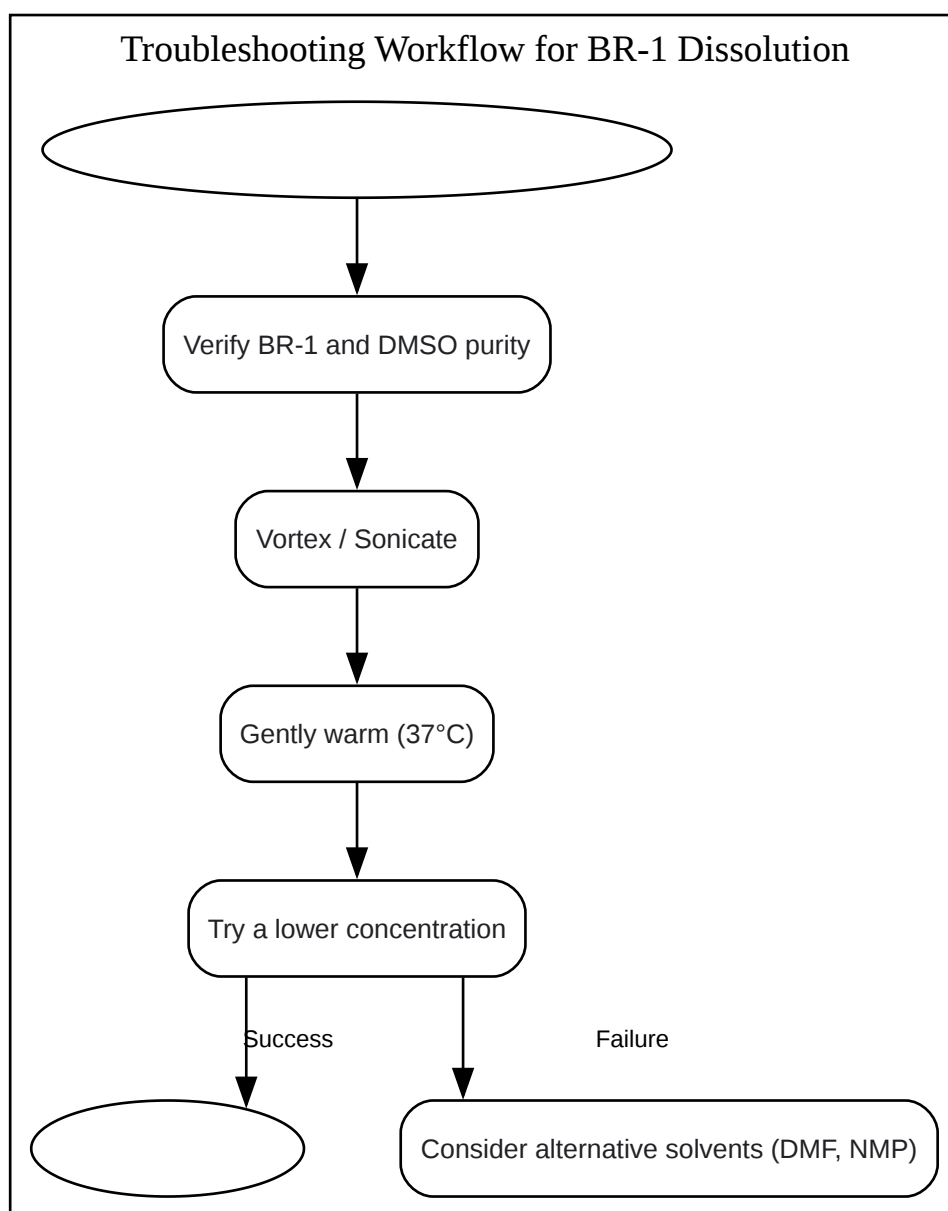 Troubleshooting Workflow for BR-1 Dissolution
Verify BR-1 and DMSO purity
Vortex / Sonicate
Gently warm (37°C)
Try a lower concentration
Success
Failure
Consider alternative solvents (DMF, NMP)